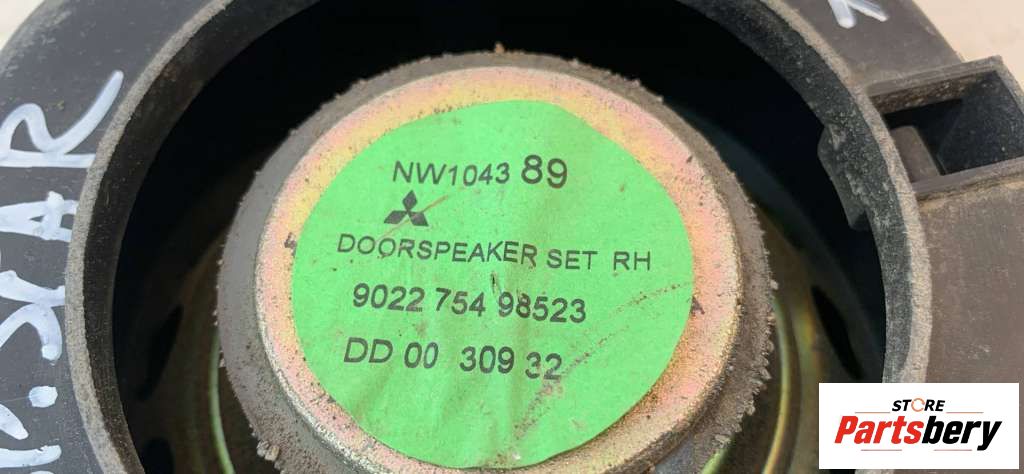 NW1043 89
DOORSPEAKER SET RH
9022 754 98523
DD 00 309 32
STORE
Partsbery